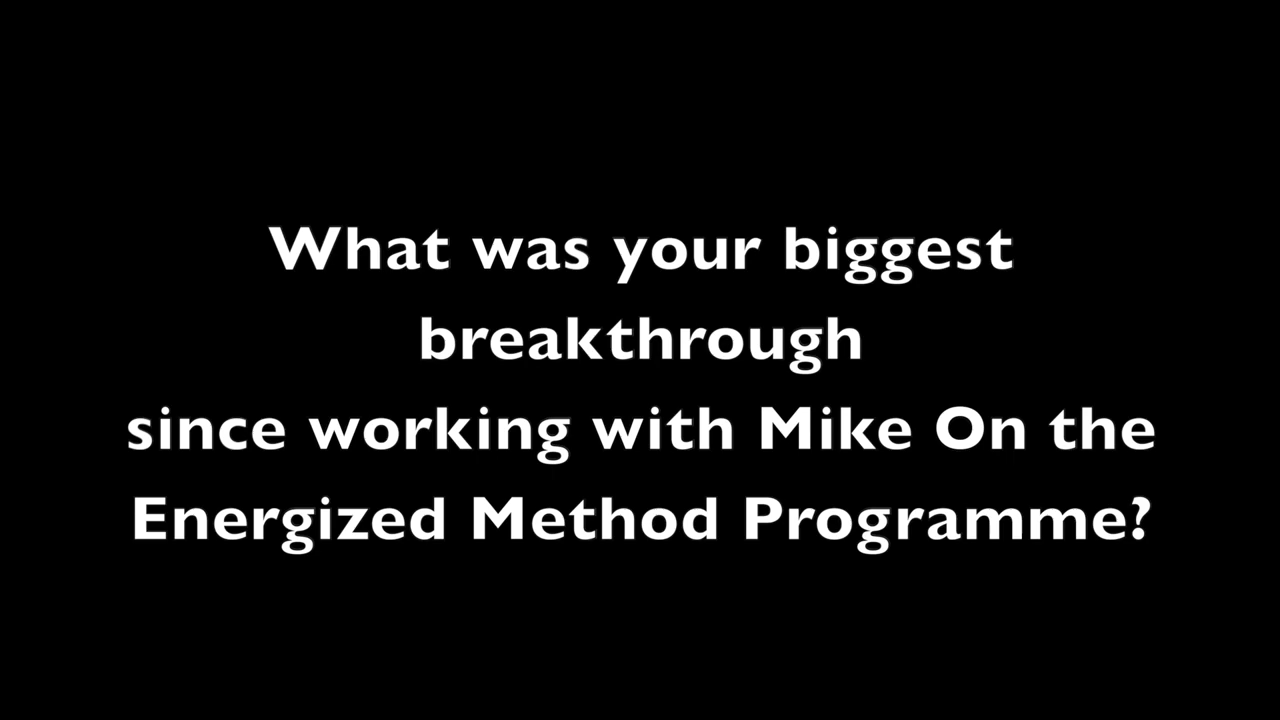 What was your biggest
breakthrough
since working with Mike On the
Energized Method Programme?